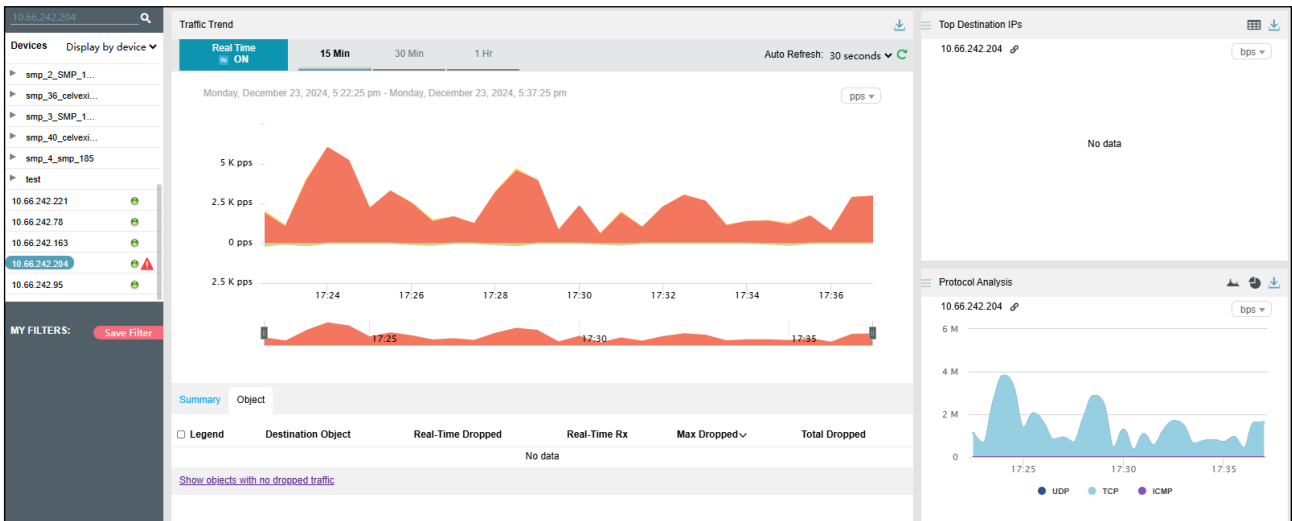 10.66.242.204
Devices Display by device
smp_2_SMP_1...
smp_36_celvexi...
smp_3_SMP_1...
smp_40_celvexi...
smp_4_smp_185
test
10.66.242.221
10.66.242.78
10.66.242.163
10.66.242.204
10.66.242.95
MY FILTERS: Save Filter
Traffic Trend
Real Time
ON
15 Min 30 Min 1 Hr
Auto Refresh: 30 seconds
Monday, December 23, 2024, 5:22:25 pm - Monday, December 23, 2024, 5:37:25 pm
pps
5 K pps
2.5 K pps
0 pps
2.5 K pps
17:24 17:26 17:28 17:30 17:32 17:34 17:36
17:25 17:30 17:35
Summary Object
Legend Destination Object Real-Time Dropped Real-Time Rx Max Dropped Total Dropped
No data
Show objects with no dropped traffic
Top Destination IPs
10.66.242.204
bps
No data
Protocol Analysis
10.66.242.204
bps
6 M
4 M
2 M
0
17:25 17:30 17:35
UDP TCP ICMP